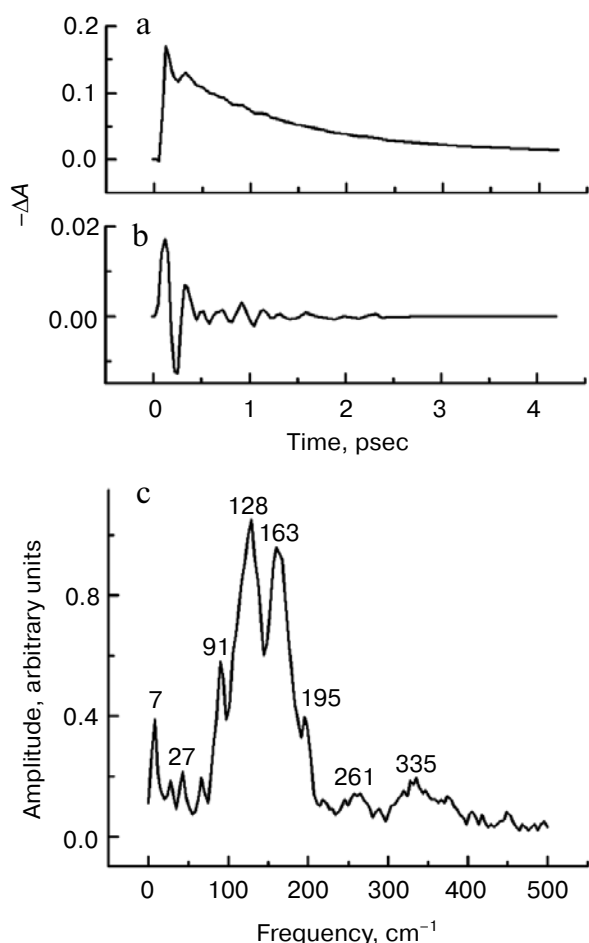 a
0.2
0.1
0.0
−ΔA
b
0.02
0.00
0 1 2 3 4
Time, psec
c
128
163
0.8
91
7
195
0.4
27
261 335
Amplitude, arbitrary units
0.0
0 100 200 300 400 500
Frequency, cm⁻¹